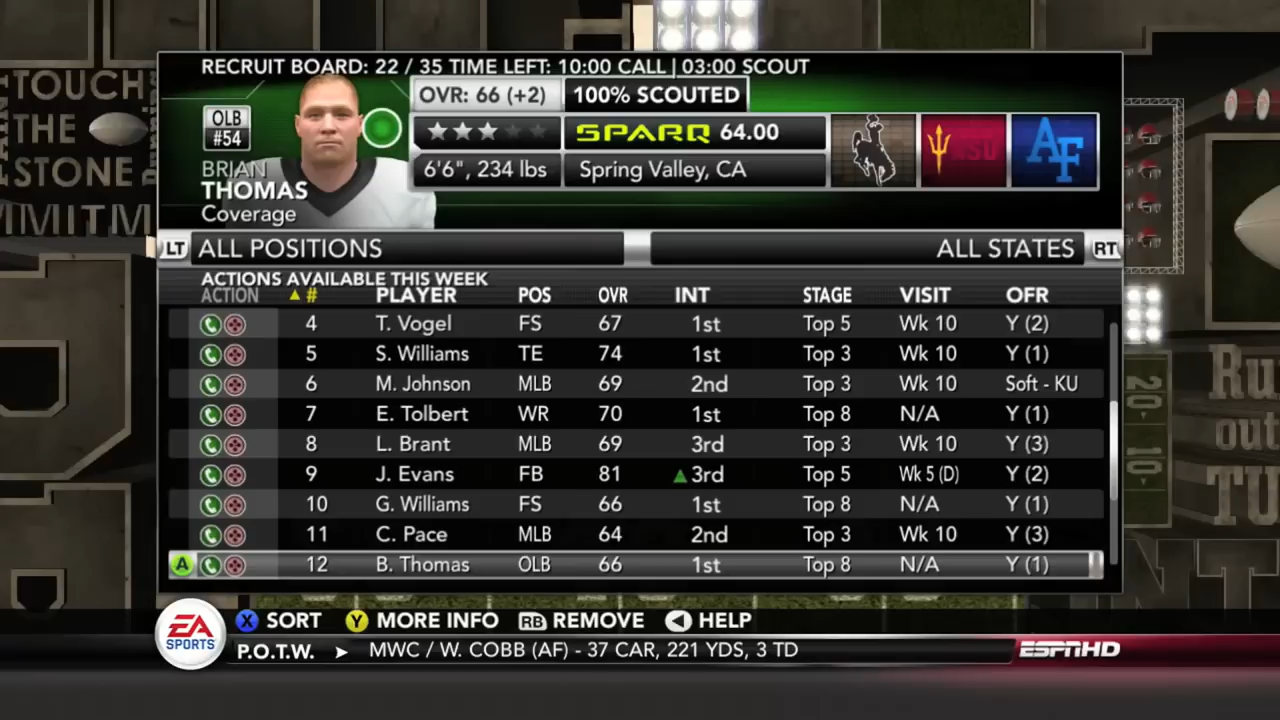 RECRUIT BOARD: 22 / 35 TIME LEFT: 10:00 CALL | 03:00 SCOUT
OVR: 66 (+2) 100% SCOUTED
OLB
#54
SPARQ 64.00
BRIAN
THOMAS
Coverage
6'6", 234 lbs Spring Valley, CA
ASU
AF
TOUCH
THE
STONE
LT ALL POSITIONS ALL STATES RT
ACTIONS AVAILABLE THIS WEEK
ACTION # PLAYER POS OVR INT STAGE VISIT OFR
4 T. Vogel FS 67 1st Top 5 Wk 10 Y (2)
5 S. Williams TE 74 1st Top 3 Wk 10 Y (1)
6 M. Johnson MLB 69 2nd Top 3 Wk 10 Soft - KU
7 E. Tolbert WR 70 1st Top 8 N/A Y (1)
8 L. Brant MLB 69 3rd Top 3 Wk 10 Y (3)
9 J. Evans FB 81 3rd Top 5 Wk 5 (D) Y (2)
10 G. Williams FS 66 1st Top 8 N/A Y (1)
11 C. Pace MLB 64 2nd Top 3 Wk 10 Y (3)
A 12 B. Thomas OLB 66 1st Top 8 N/A Y (1)
20
10
EA SPORTS
X SORT Y MORE INFO RB REMOVE HELP
P.O.T.W. MWC / W. COBB (AF) - 37 CAR, 221 YDS, 3 TD ESPNHD